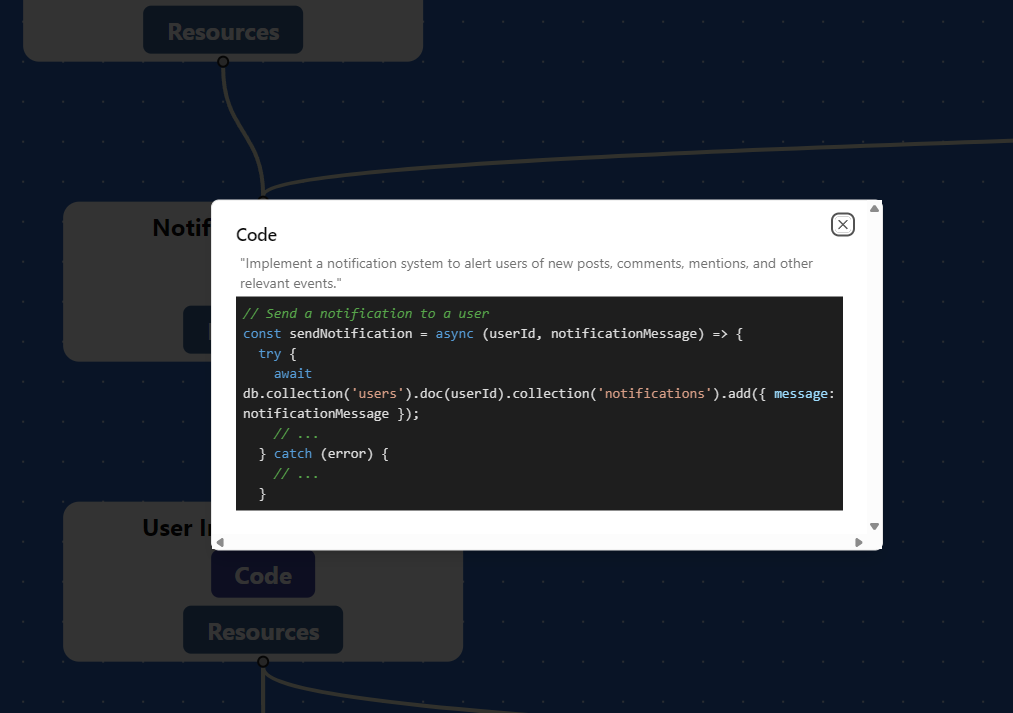 Resources
Notif
Code
"Implement a notification system to alert users of new posts, comments, mentions, and other
relevant events."
// Send a notification to a user
const sendNotification = async (userId, notificationMessage) => {
  try {
    await
db.collection('users').doc(userId).collection('notifications').add({ message:
notificationMessage });
    // ...
  } catch (error) {
    // ...
  }
User I
Code
Resources